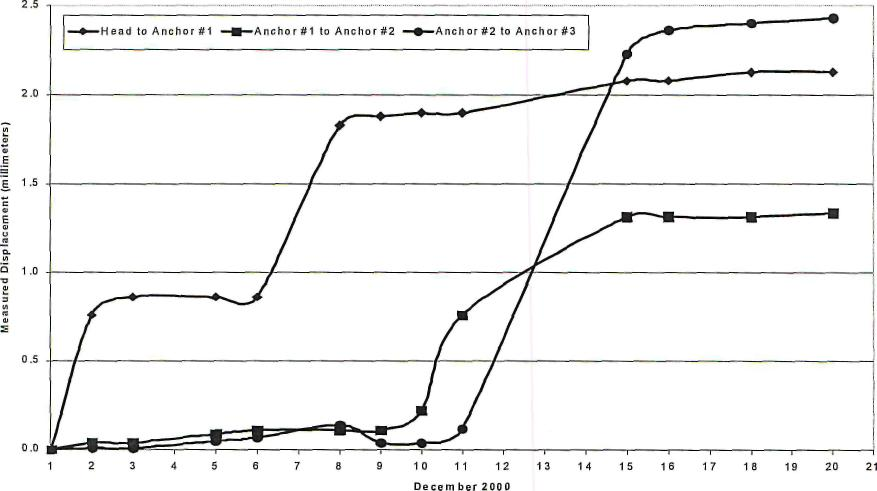 2.5
Head to Anchor #1 Anchor #1 to Anchor #2 Anchor #2 to Anchor #3
2.0
1.5
1.0
0.5
0.0
Measured Displacement (millimeters)
1 2 3 4 5 6 7 8 9 10 11 12 13 14 15 16 17 18 19 20 21
December 2000